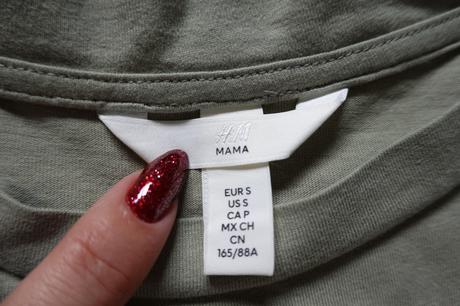 H&M
MAMA
EUR S
US S
CA P
MX CH
CN
165/88A